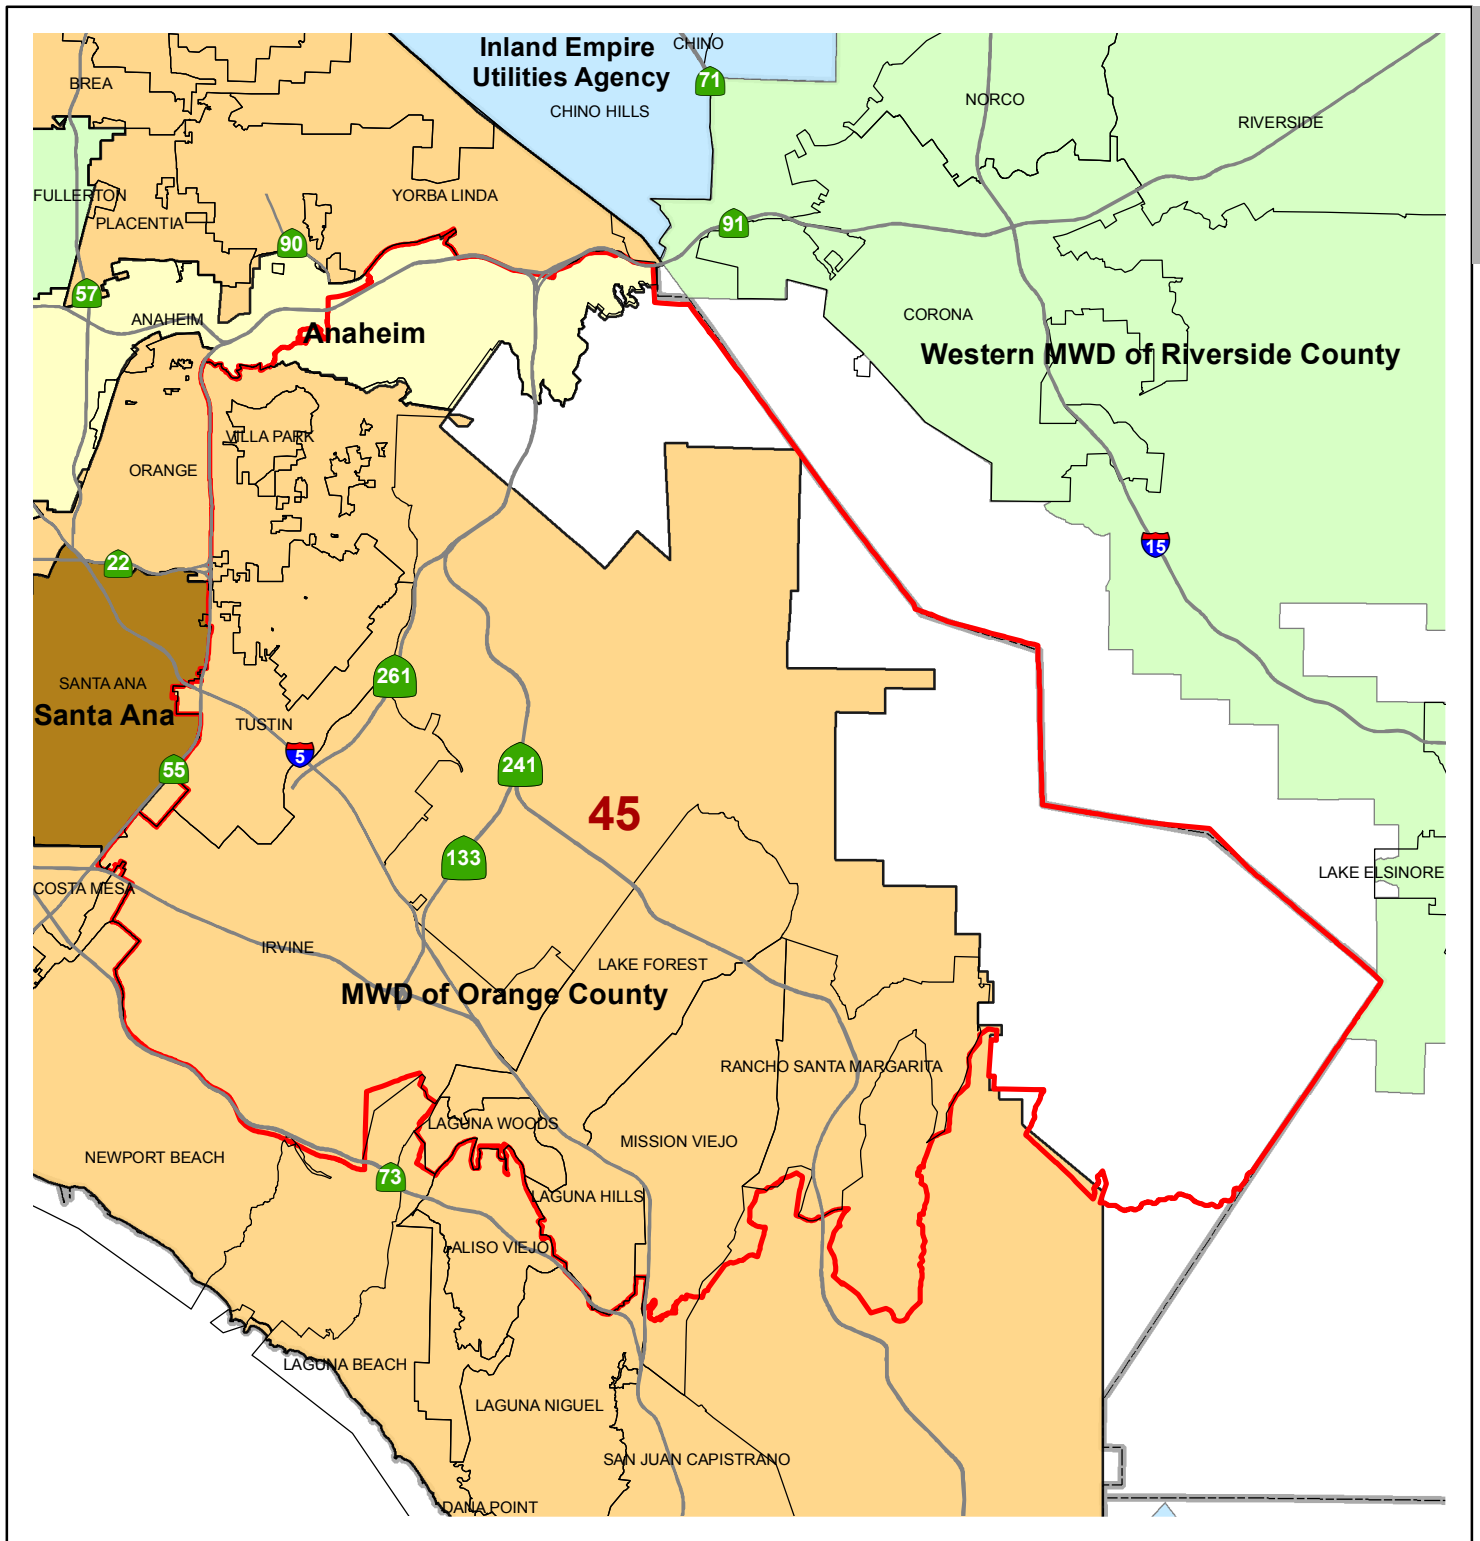 Inland Empire
Utilities Agency
CHINO
71
BREA
CHINO HILLS
NORCO
RIVERSIDE
FULLERTON
PLACENTIA
YORBA LINDA
90
91
57
ANAHEIM
Anaheim
CORONA
Western MWD of Riverside County
VILLA PARK
ORANGE
22
15
SANTA ANA
Santa Ana
261
TUSTIN
5
55
241
45
133
COSTA MESA
LAKE ELSINORE
IRVINE
LAKE FOREST
MWD of Orange County
RANCHO SANTA MARGARITA
LAGUNA WOODS
MISSION VIEJO
NEWPORT BEACH
73
LAGUNA HILLS
ALISO VIEJO
LAGUNA BEACH
LAGUNA NIGUEL
SAN JUAN CAPISTRANO
DANA POINT